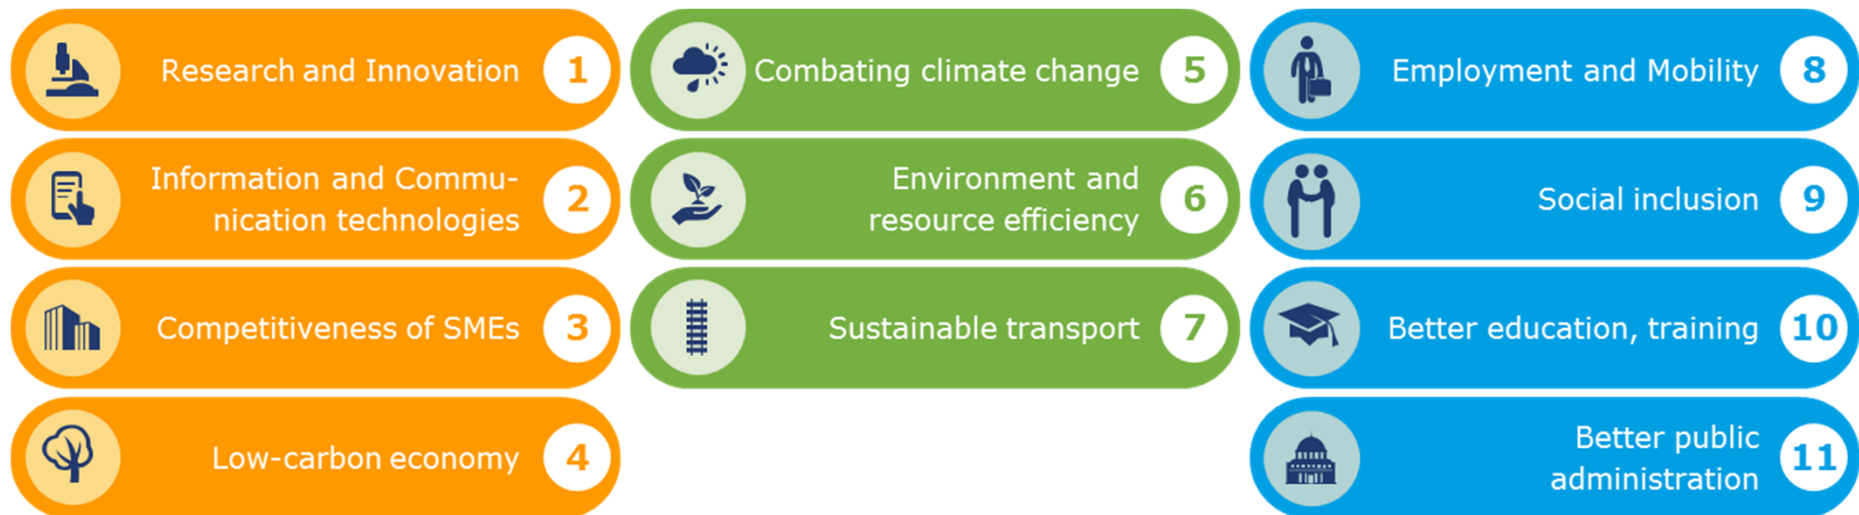 Research and Innovation 1
Information and Commu-
nication technologies 2
Competitiveness of SMEs 3
Low-carbon economy 4
Combating climate change 5
Environment and
resource efficiency 6
Sustainable transport 7
Employment and Mobility 8
Social inclusion 9
Better education, training 10
Better public
administration 11